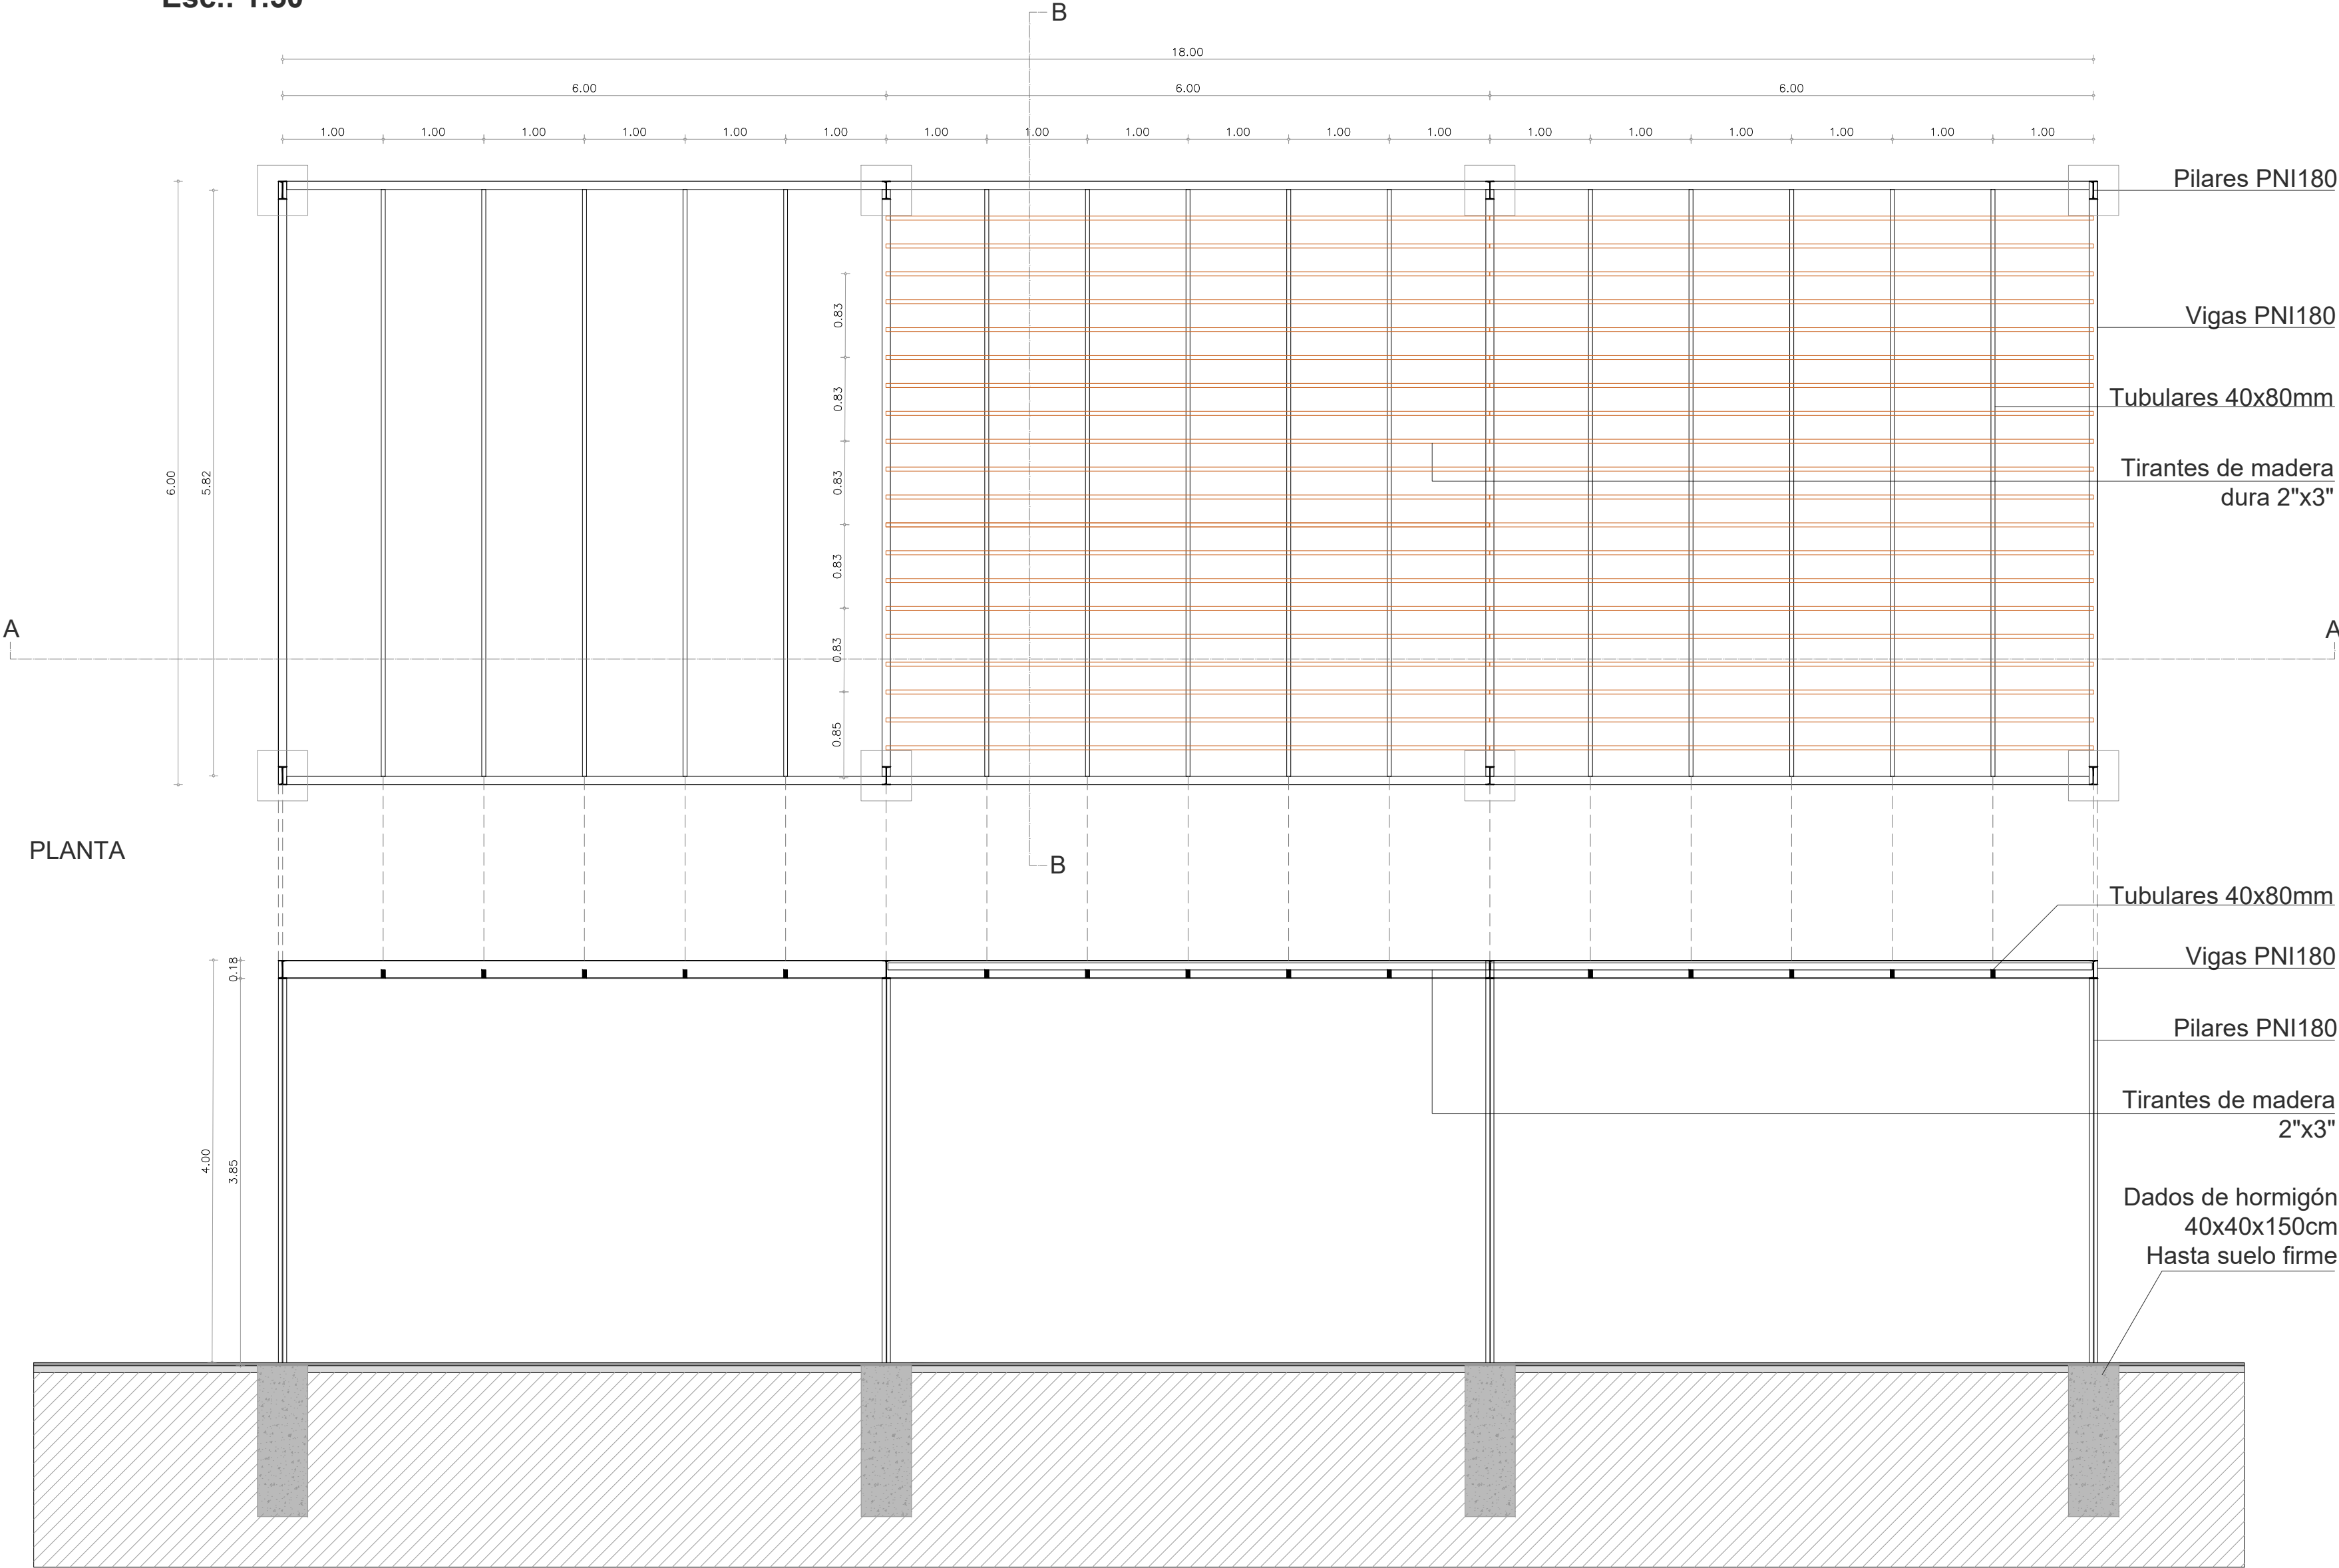 Esc.: 1:50
B
18.00
6.00 6.00 6.00
1.00 1.00 1.00 1.00 1.00 1.00 1.00 1.00 1.00 1.00 1.00 1.00 1.00 1.00 1.00 1.00 1.00 1.00
Pilares PNI180
Vigas PNI180
Tubulares 40x80mm
Tirantes de madera
dura 2"x3"
6.00
5.82
0.83
0.83
0.83
0.83
0.83
0.85
A A
B
PLANTA
Tubulares 40x80mm
Vigas PNI180
Pilares PNI180
Tirantes de madera
2"x3"
Dados de hormigón
40x40x150cm
Hasta suelo firme
0.18
4.00
3.85